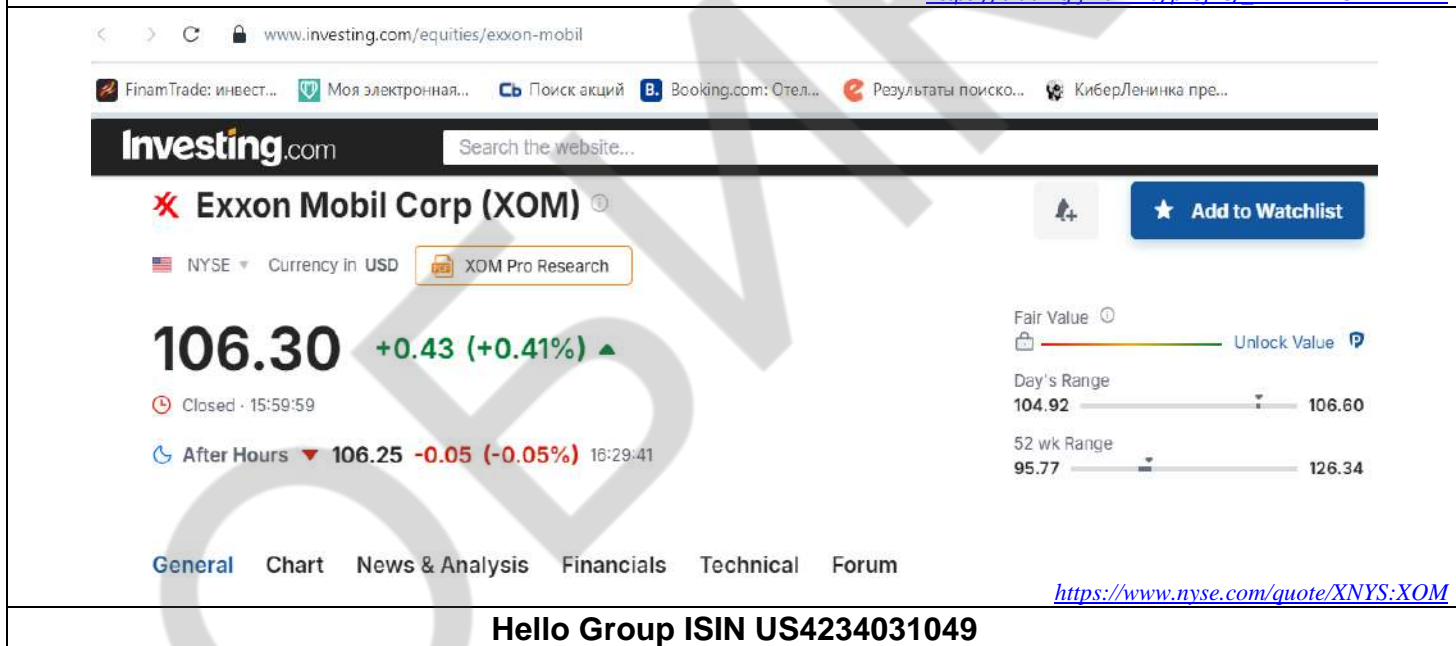 www.investing.com/equities/exxon-mobil
FinamTrade: инвест... Моя электронная... Сь Поиск акций B. Booking.com: Отел... Результаты поиско... КиберЛенинка пре...
Investing.com Search the website...
Exxon Mobil Corp (XOM)
Add to Watchlist
NYSE Currency in USD XOM Pro Research
106.30 +0.43 (+0.41%)
Closed · 15:59:59
After Hours 106.25 -0.05 (-0.05%) 16:29:41
Fair Value
Unlock Value
Day's Range
104.92 106.60
52 wk Range
95.77 126.34
General Chart News & Analysis Financials Technical Forum
https://www.nyse.com/quote/XNYS:XOM
Hello Group ISIN US4234031049